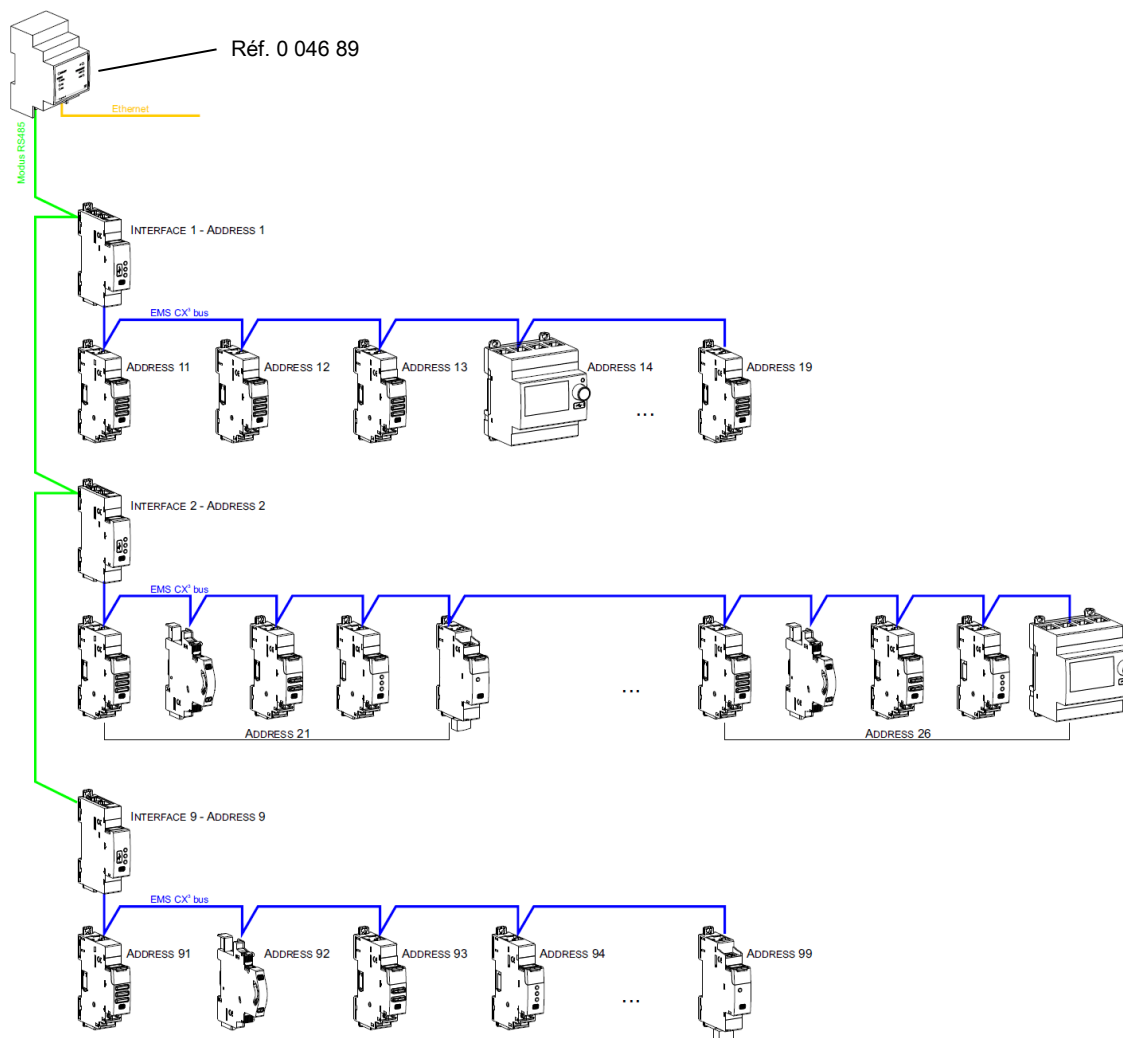 Réf. 0 046 89
Ethernet
Modus RS485
INTERFACE 1 - ADDRESS 1
EMS CX³ bus
ADDRESS 11
ADDRESS 12
ADDRESS 13
ADDRESS 14
...
ADDRESS 19
INTERFACE 2 - ADDRESS 2
EMS CX³ bus
...
ADDRESS 21
ADDRESS 26
INTERFACE 9 - ADDRESS 9
EMS CX³ bus
ADDRESS 91
ADDRESS 92
ADDRESS 93
ADDRESS 94
...
ADDRESS 99